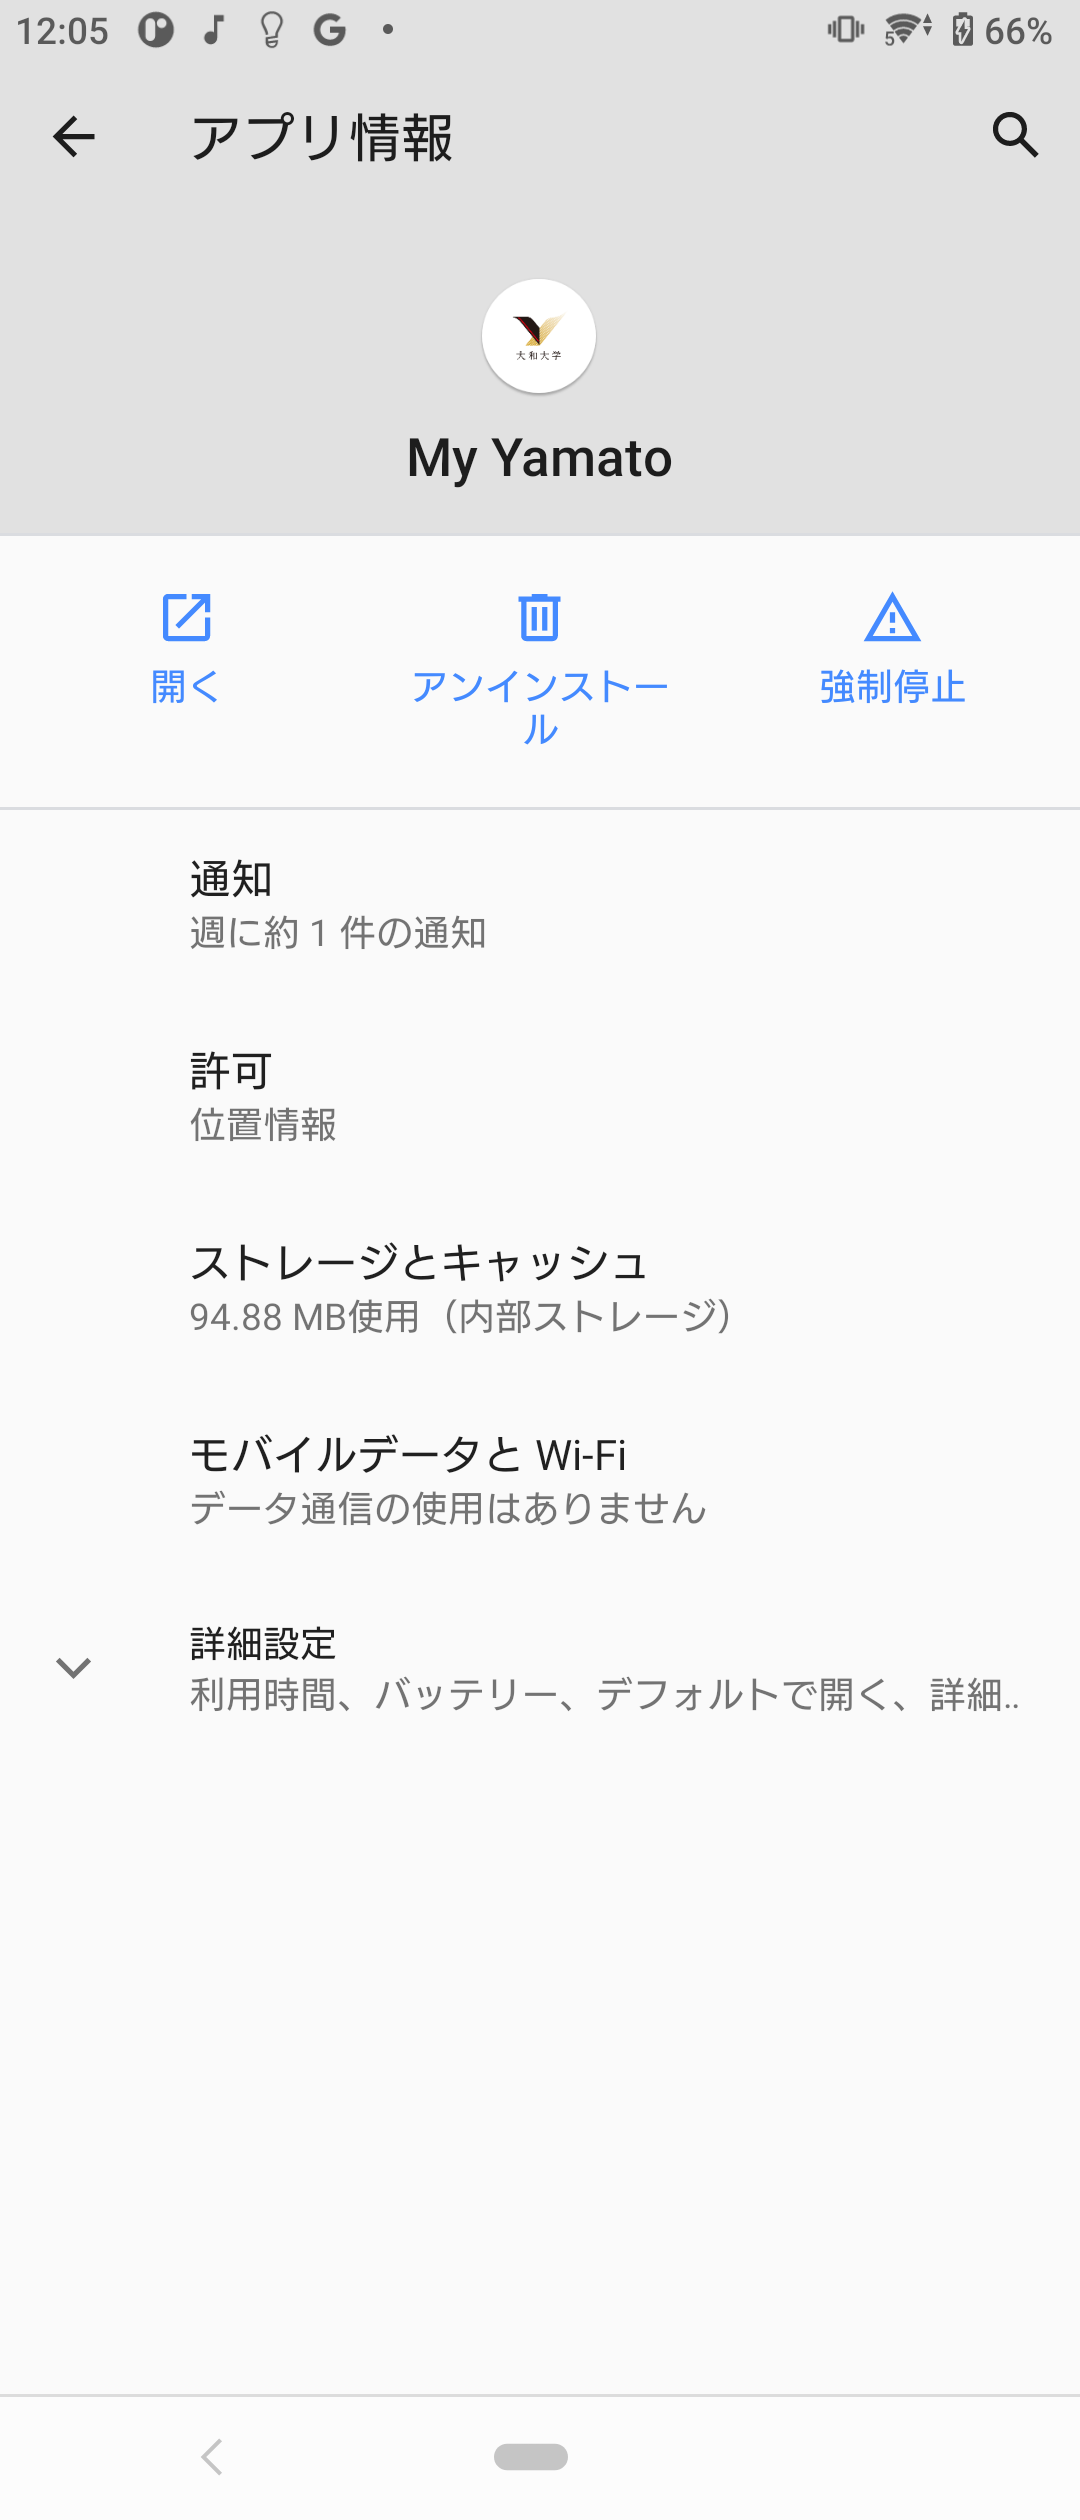 12:05
5
66%
アプリ情報
大和大学
My Yamato
開く
アンインストー
ル
強制停止
通知
週に約 1 件の通知
許可
位置情報
ストレージとキャッシュ
94.88 MB使用（内部ストレージ）
モバイルデータと Wi-Fi
データ通信の使用はありません
詳細設定
利用時間、バッテリー、デフォルトで開く、詳細..